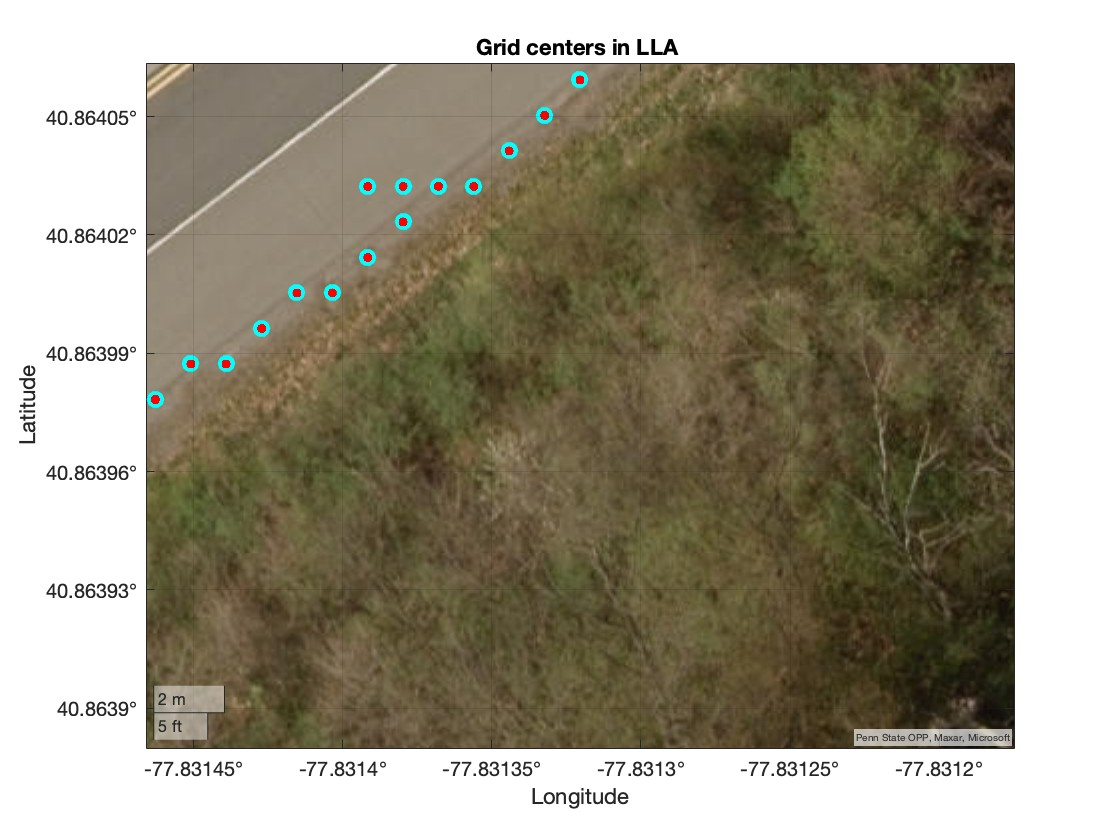 Grid centers in LLA
40.86405°
40.86402°
40.86399°
40.86396°
40.86393°
40.8639°
Latitude
2 m
5 ft
Penn State OPP, Maxar, Microsoft
-77.83145°
-77.8314°
-77.83135°
-77.8313°
-77.83125°
-77.8312°
Longitude